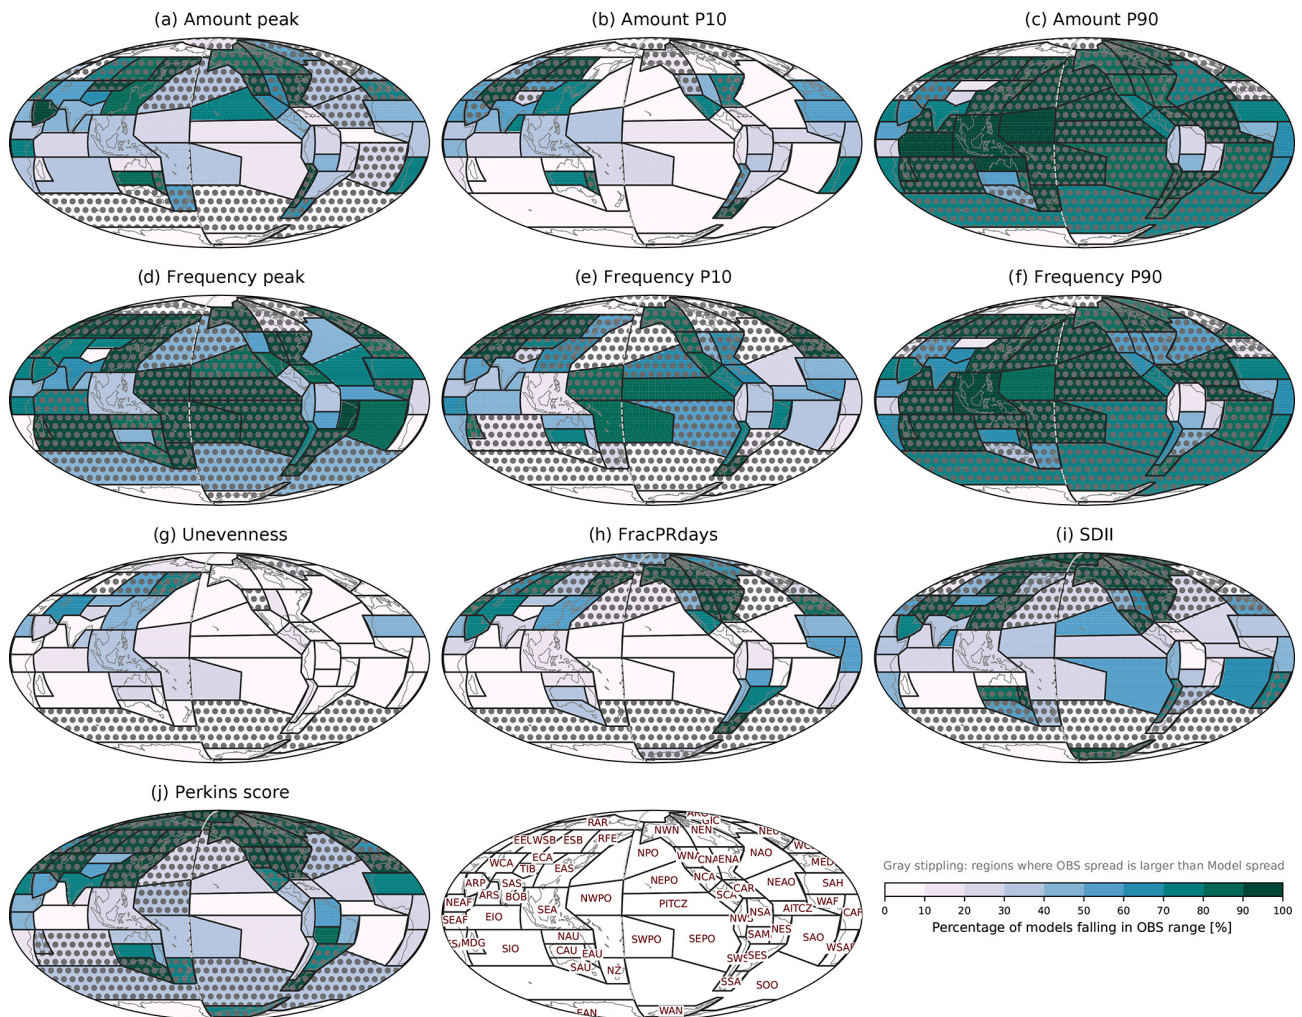 (a) Amount peak
(b) Amount P10
(c) Amount P90
(d) Frequency peak
(e) Frequency P10
(f) Frequency P90
(g) Unevenness
(h) FracPRdays
(i) SDII
(j) Perkins score
RAR
GIC
NWN NEN
RFE
WSB ESB
NPO
NAO
WCA
ECA
TIB
EAS
MED
NEPO
NCA
ARP
SAS
CAR
NEAO
SAH
ARS BOB
NEAF
NWPO
PITCZ
SCA
WAF
SEA
NSA
AITCZ
SEAF
EIO
NES
SAM
NAU
SWPO
SEPO
SAO
MDG
SIO
CAU
EAU
SES
SAU
NZ
SSA
SOO
WAN
EAN
Gray stippling: regions where OBS spread is larger than Model spread
0 10 20 30 40 50 60 70 80 90 100
Percentage of models falling in OBS range [%]